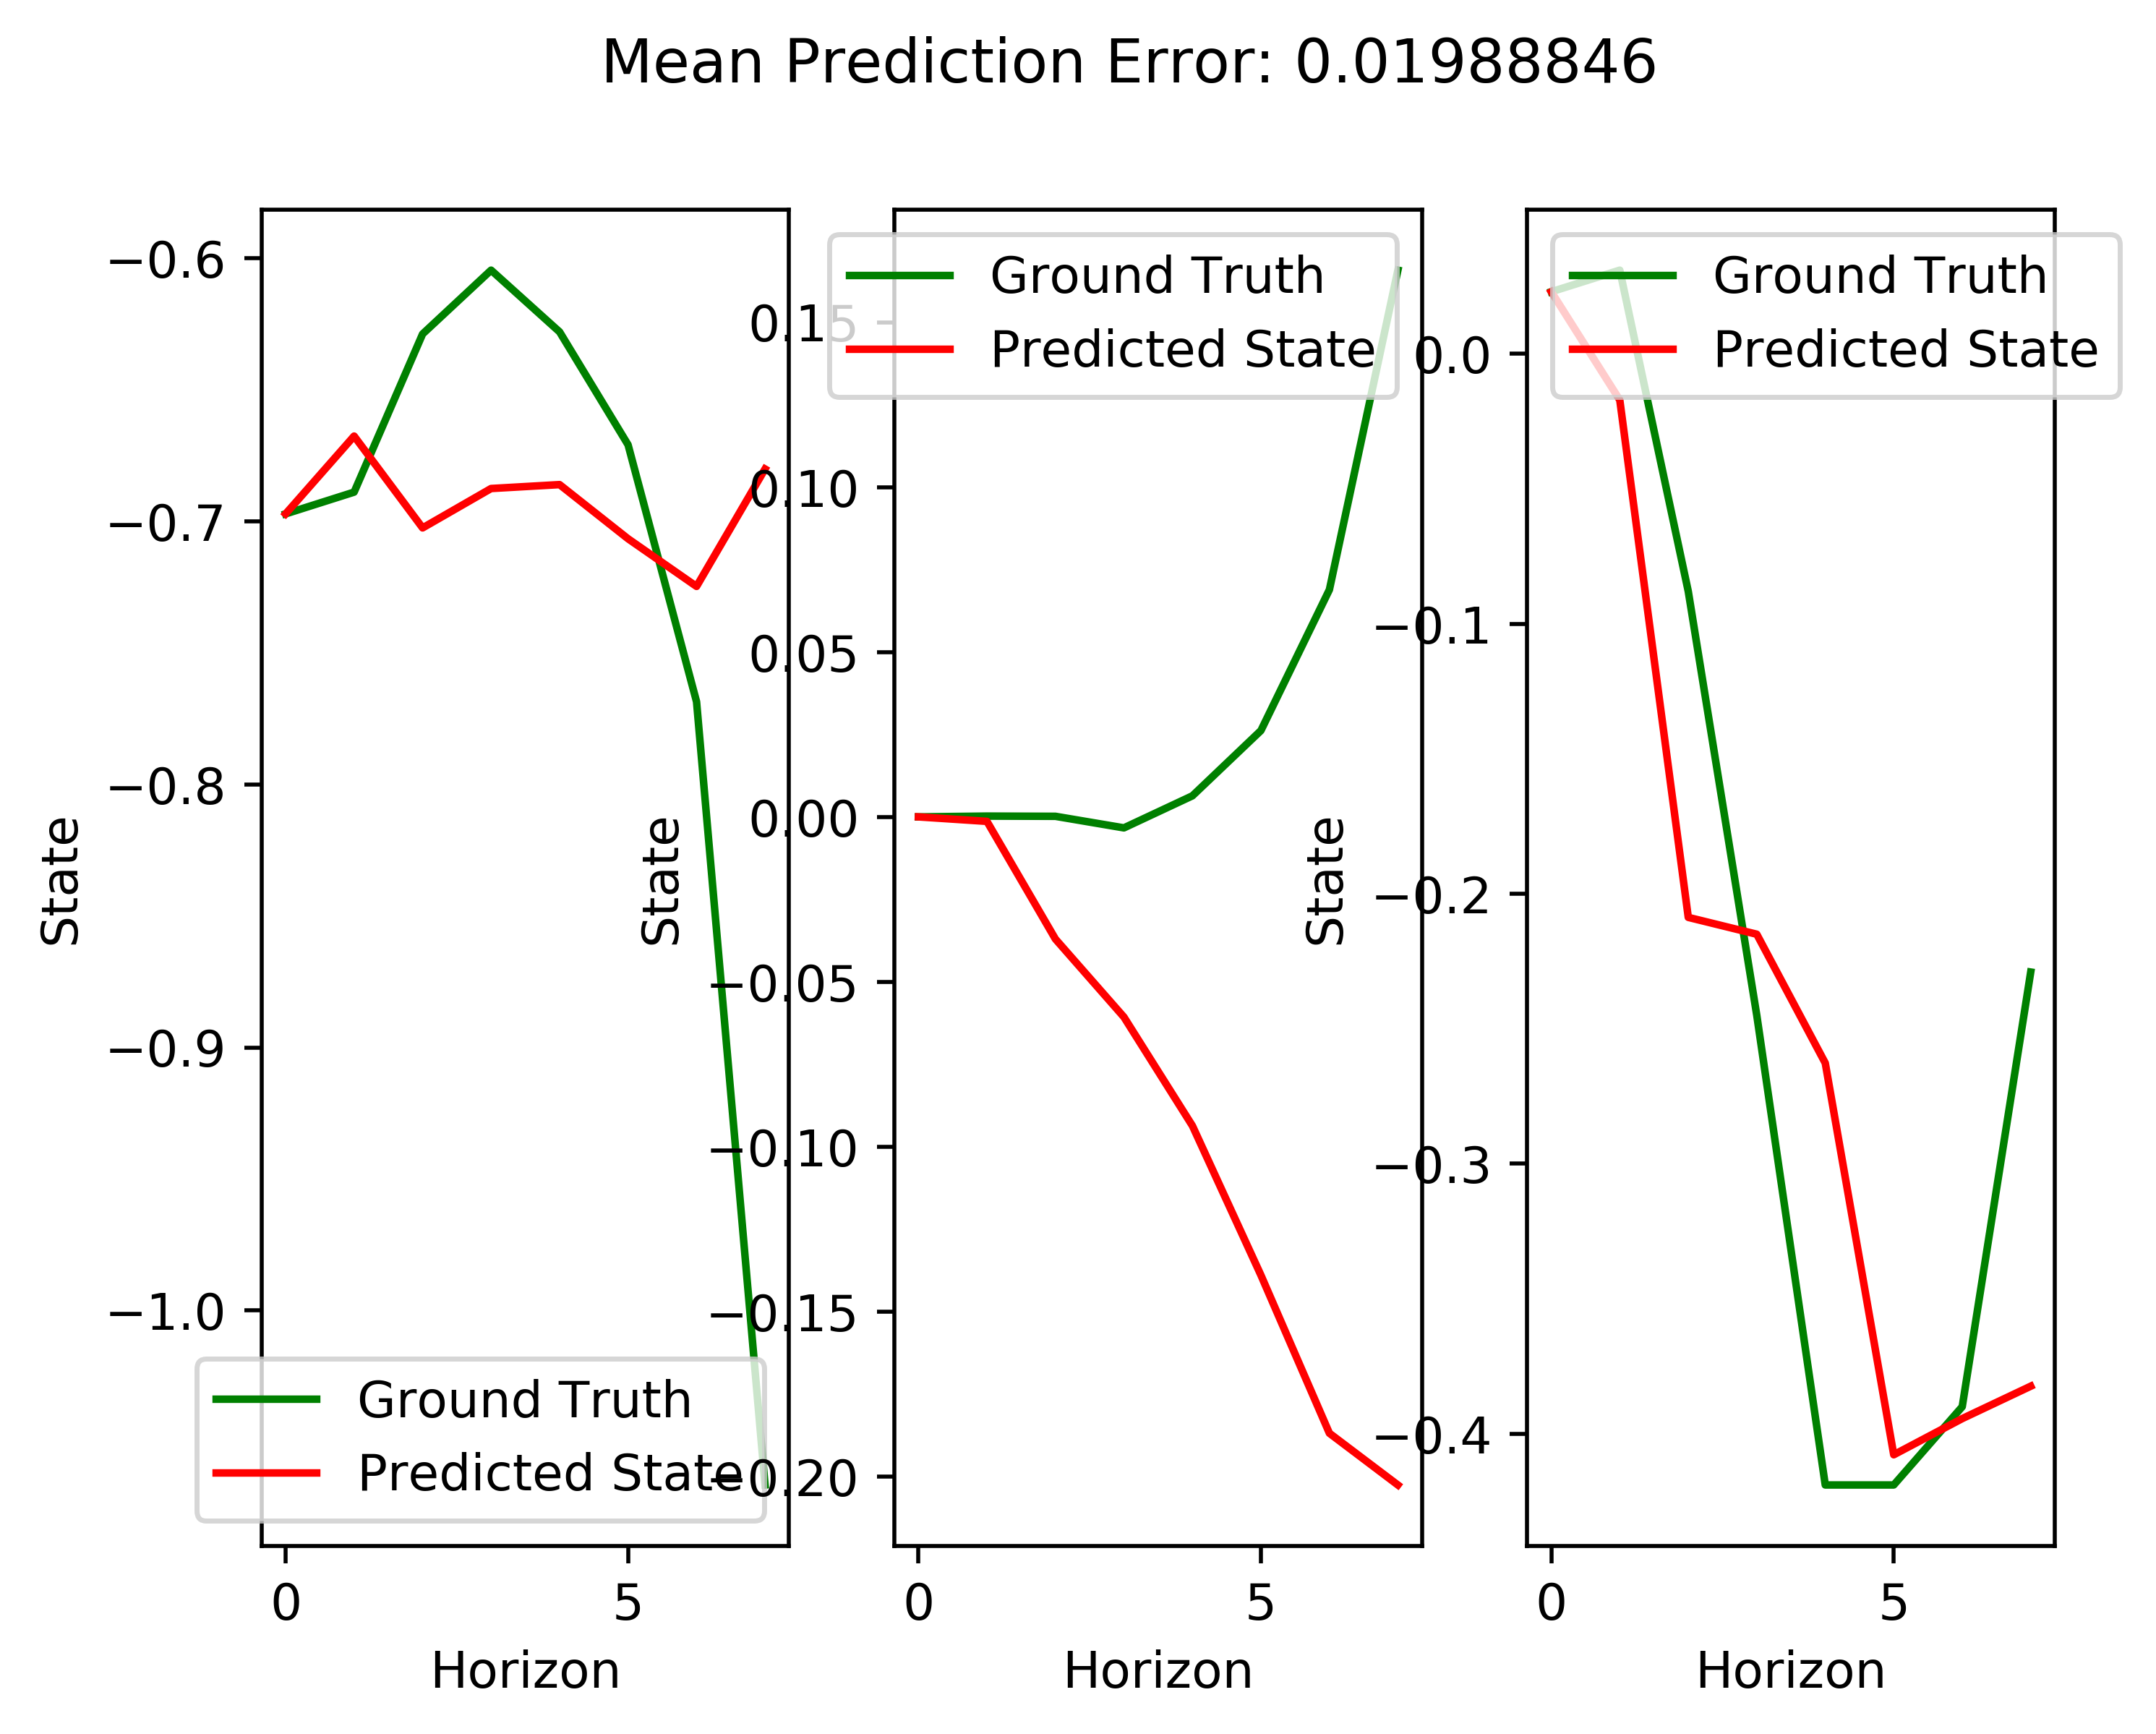 Mean Prediction Error: 0.01988846
−0.6
−0.7
−0.8
−0.9
−1.0
State
Ground Truth
Predicted State
0
5
Horizon
0.15
0.10
0.05
0.00
−0.05
−0.10
−0.15
−0.20
State
Ground Truth
Predicted State
0
5
Horizon
0.0
−0.1
−0.2
−0.3
−0.4
State
Ground Truth
Predicted State
0
5
Horizon